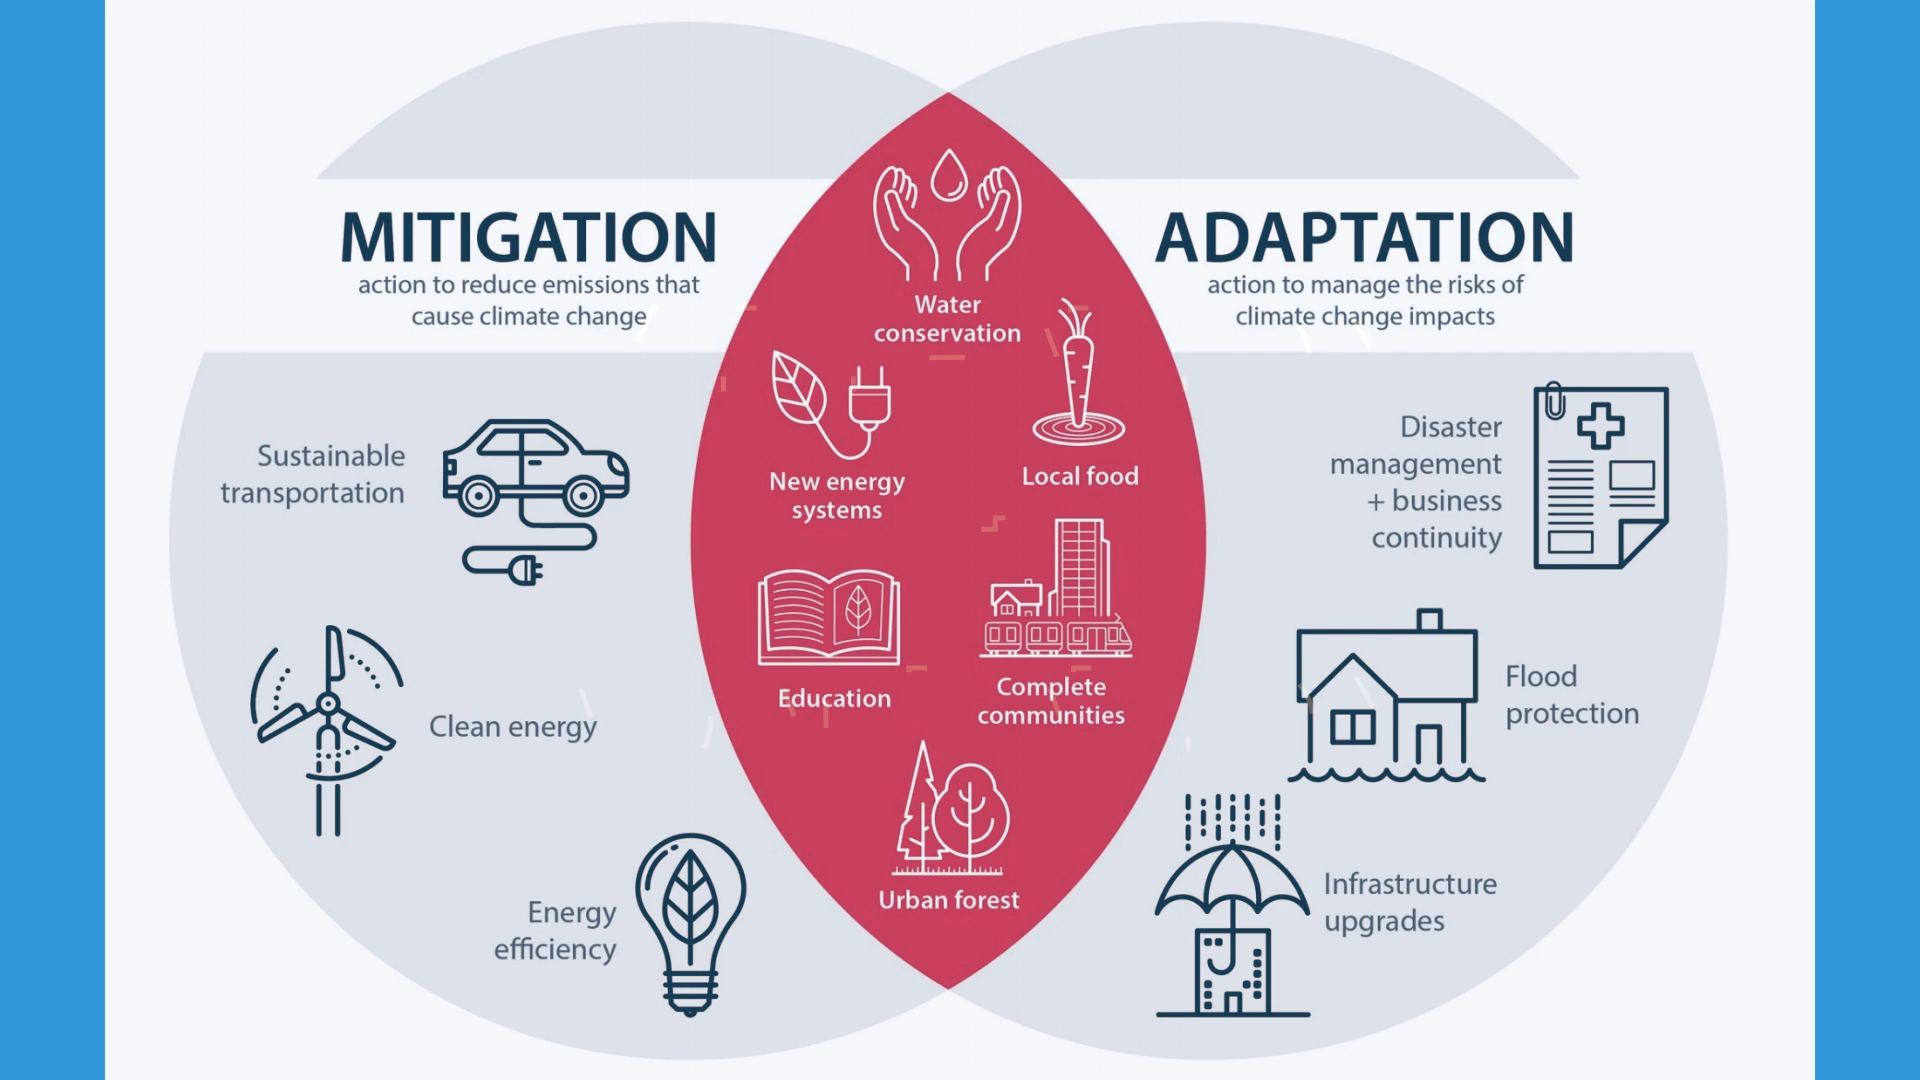 MITIGATION
action to reduce emissions that
cause climate change
ADAPTATION
action to manage the risks of
climate change impacts
Water
conservation
New energy
systems
Local food
Education
Complete
communities
Urban forest
Sustainable
transportation
Clean energy
Energy
efficiency
Disaster
management
+ business
continuity
Flood
protection
Infrastructure
upgrades